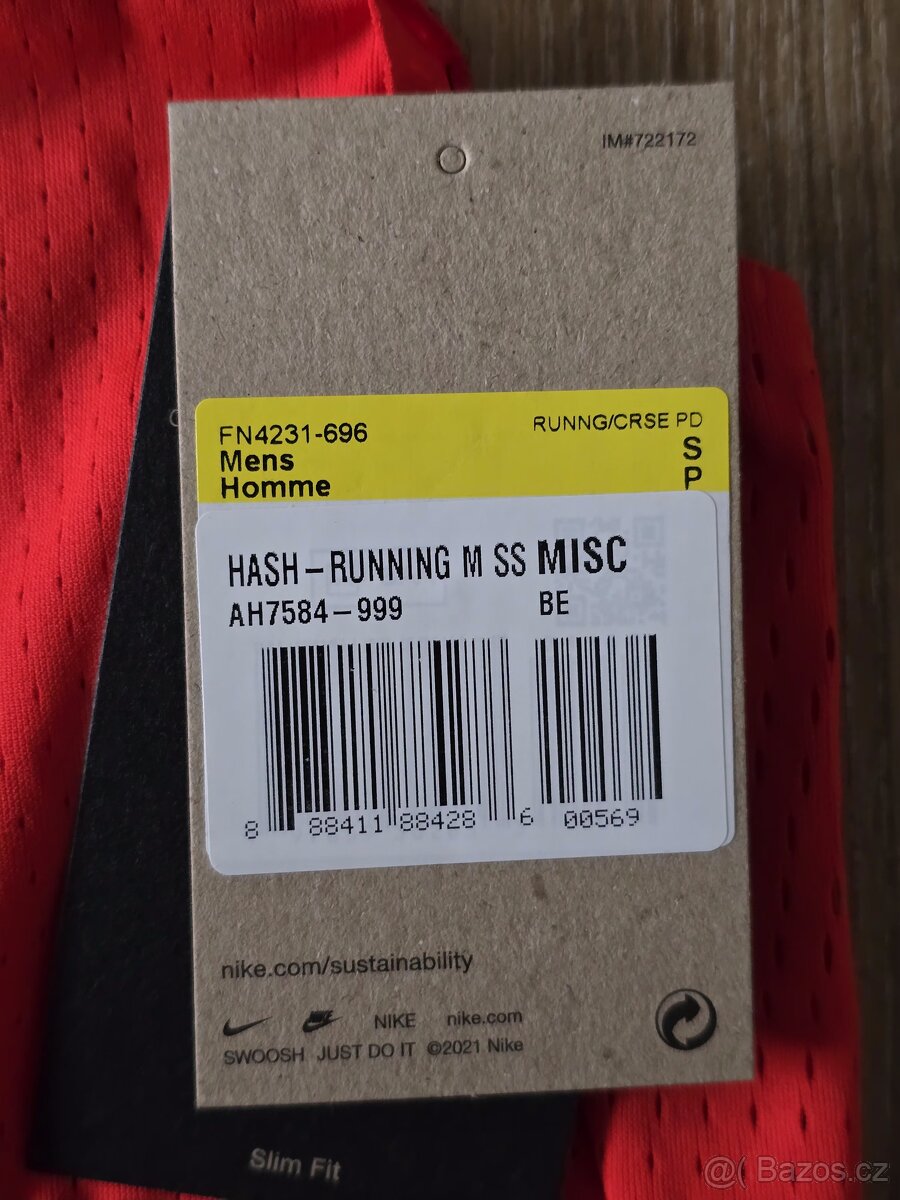 IM#722172
FN4231-696
RUNNG/CRSE PD
Mens
S
Homme
P
HASH-RUNNING M SS MISC
AH7584-999
BE
8 88411 88428 6 00569
nike.com/sustainability
NIKE nike.com
SWOOSH JUST DO IT ©2021 Nike
Slim Fit
@( Bazos.cz